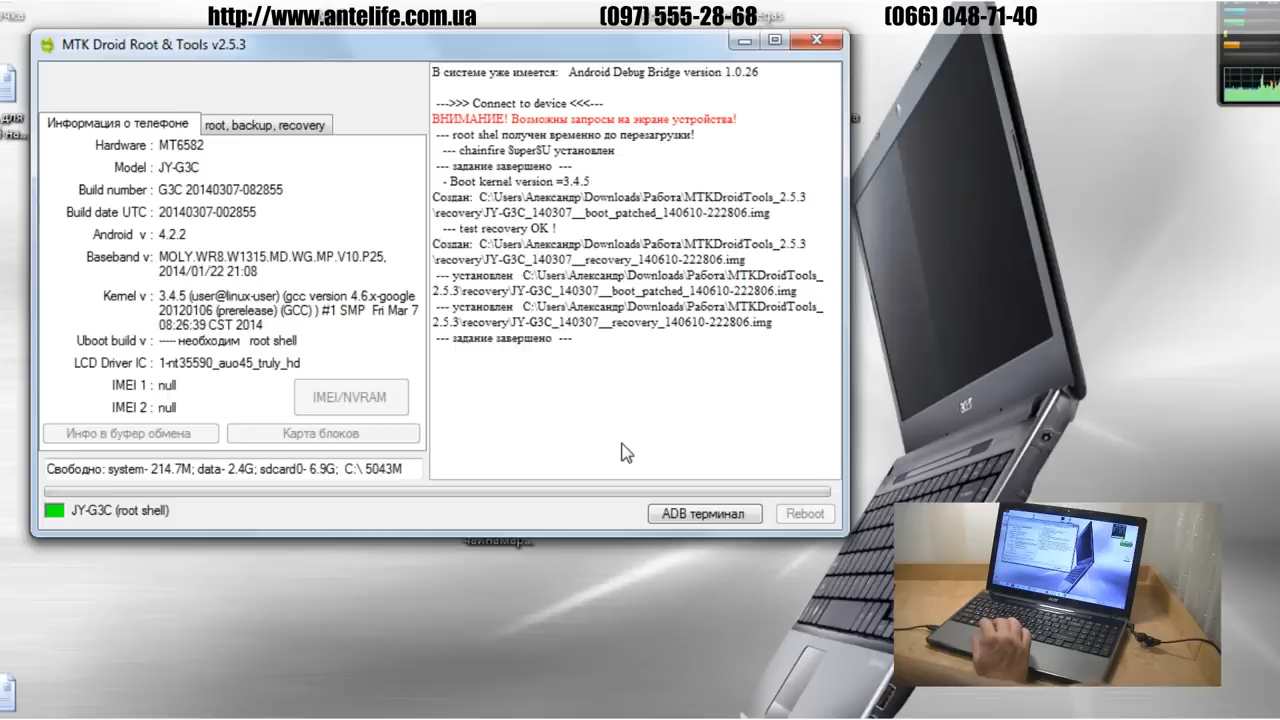 http://www.antelife.com.ua (097) 555-28-68 (066) 048-71-40
MTK Droid Root & Tools v2.5.3
Информация о телефоне root, backup, recovery
Hardware : MT6582
Model : JY-G3C
Build number : G3C 20140307-082855
Build date UTC : 20140307-002855
Android v : 4.2.2
Baseband v: MOLY.WR8.W1315.MD.WG.MP.V10.P25,
2014/01/22 21:08
Kernel v : 3.4.5 (user@linux-user) (gcc version 4.6.x-google
20120106 (prerelease) (GCC) ) #1 SMP Fri Mar 7
08:26:39 CST 2014
Uboot build v : ----- необходим root shell
LCD Driver IC : 1-nt35590_auo45_truly_hd
IMEI 1 : null
IMEI 2 : null
IMEI/NVRAM
Инфо в буфер обмена Карта блоков
Свободно: system- 214.7M; data- 2.4G; sdcard0- 6.9G; C:\ 5043M
JY-G3C (root shell)
В системе уже имеется: Android Debug Bridge version 1.0.26
--->>> Connect to device <<<---
ВНИМАНИЕ! Возможны запросы на экране устройства!
--- root shel получен временно до перезагрузки!
--- chainfire SuperSU установлен
--- задание завершено ---
- Boot kernel version =3.4.5
Создан: C:\Users\Александр\Downloads\Работа\MTKDroidTools_2.5.3
\recovery\JY-G3C_140307__boot_patched_140610-222806.img
--- test recovery OK !
Создан: C:\Users\Александр\Downloads\Работа\MTKDroidTools_2.5.3
\recovery\JY-G3C_140307__recovery_140610-222806.img
--- установлен C:\Users\Александр\Downloads\Работа\MTKDroidTools_
2.5.3\recovery\JY-G3C_140307__boot_patched_140610-222806.img
--- установлен C:\Users\Александр\Downloads\Работа\MTKDroidTools_
2.5.3\recovery\JY-G3C_140307__recovery_140610-222806.img
--- задание завершено ---
ADB терминал Reboot
для
acer